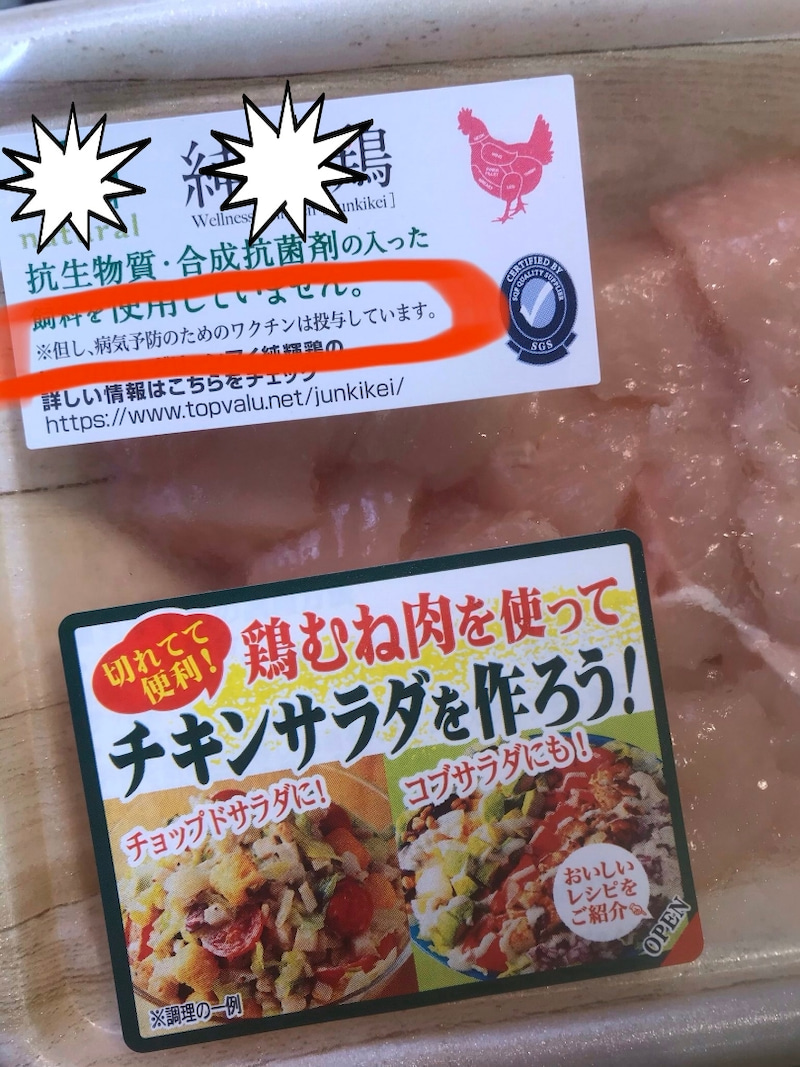 純 鶏
Wellness unkikei]
natural
抗生物質・合成抗菌剤の入った
飼料を使用していません。
※但し、病気予防のためのワクチンは投与しています。
純輝鶏の
詳しい情報はこちらをチェック
https://www.topvalu.net/junkikei/
CERTIFIED BY
SQF QUALITY SUPPLIER
SGS
切れてて
便利!
鶏むね肉を使って
チキンサラダを作ろう!
チョップドサラダに!
コブサラダにも!
おいしい
レシピを
ご紹介
OPEN
※調理の一例